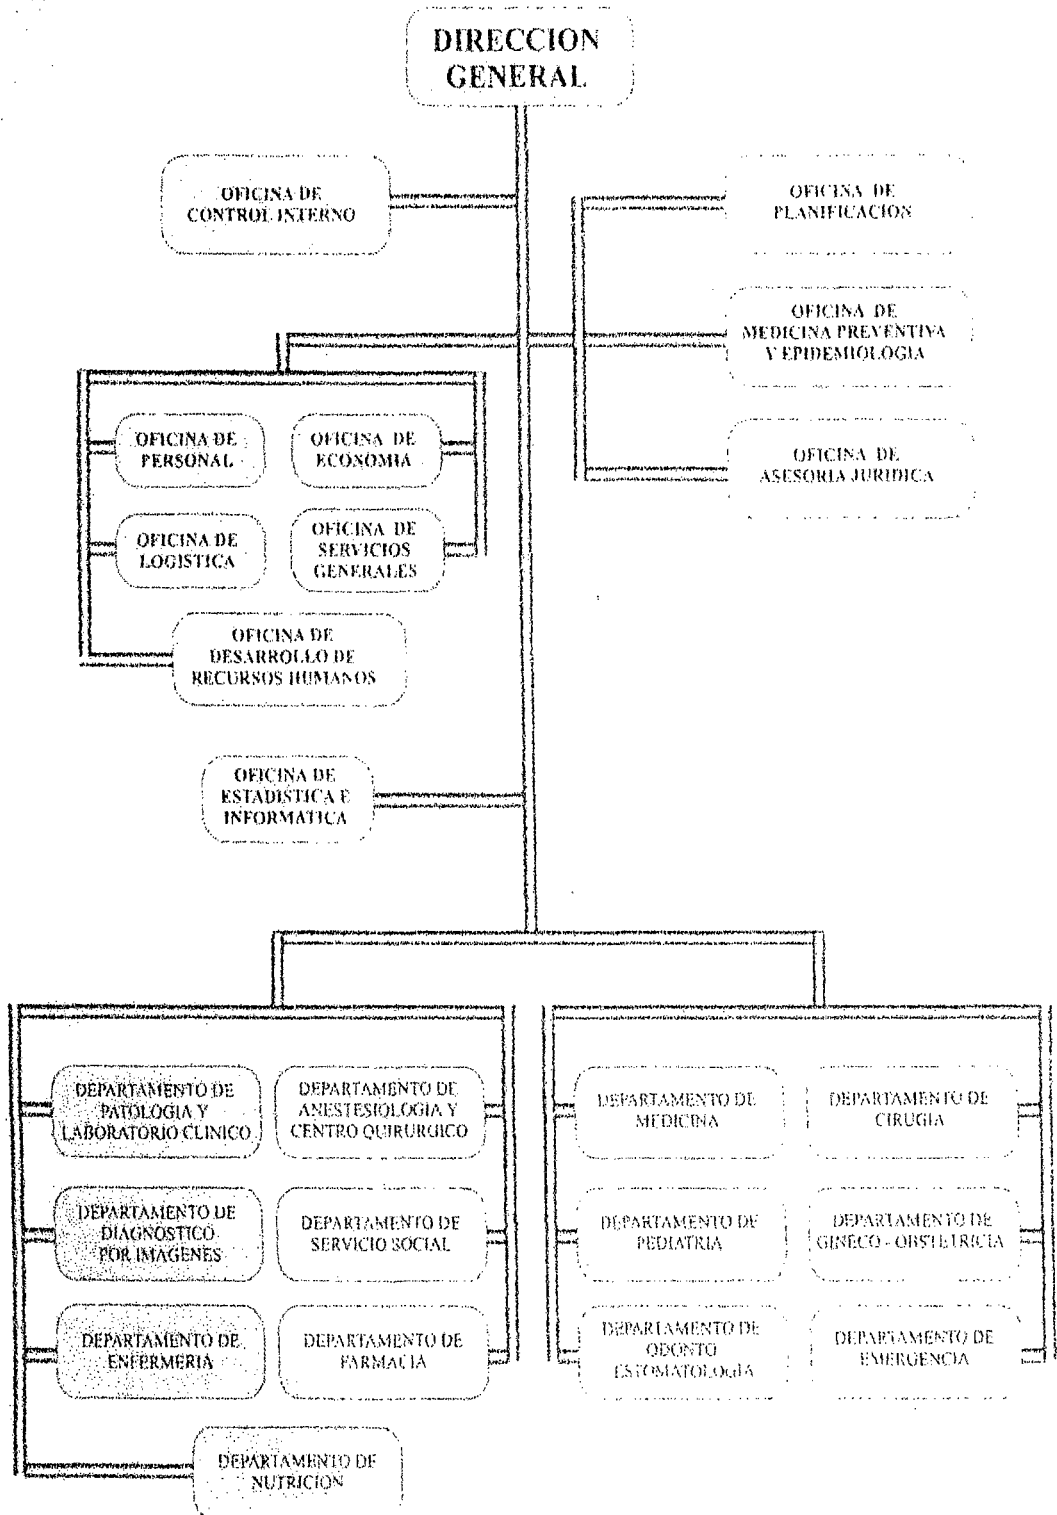 DIRECCION
GENERAL
OFICINA DE
CONTROL INTERNO
OFICINA DE
PLANIFICACION
OFICINA DE
MEDICINA PREVENTIVA
Y EPIDEMIOLOGIA
OFICINA DE
ASESORIA JURIDICA
OFICINA DE
PERSONAL
OFICINA DE
ECONOMIA
OFICINA DE
LOGISTICA
OFICINA DE
SERVICIOS
GENERALES
OFICINA DE
DESARROLLO DE
RECURSOS HUMANOS
OFICINA DE
ESTADISTICA E
INFORMATICA
DEPARTAMENTO DE
PATOLOGIA Y
LABORATORIO CLINICO
DEPARTAMENTO DE
ANESTESIOLOGIA Y
CENTRO QUIRURGICO
DEPARTAMENTO DE
MEDICINA
DEPARTAMENTO DE
CIRUGIA
DEPARTAMENTO DE
DIAGNOSTICO
POR IMAGENES
DEPARTAMENTO DE
SERVICIO SOCIAL
DEPARTAMENTO DE
PEDIATRIA
DEPARTAMENTO DE
GINECO - OBSTETRICIA
DEPARTAMENTO DE
ENFERMERIA
DEPARTAMENTO DE
FARMACIA
DEPARTAMENTO DE
ODONTO
ESTOMATOLOGIA
DEPARTAMENTO DE
EMERGENCIA
DEPARTAMENTO DE
NUTRICION